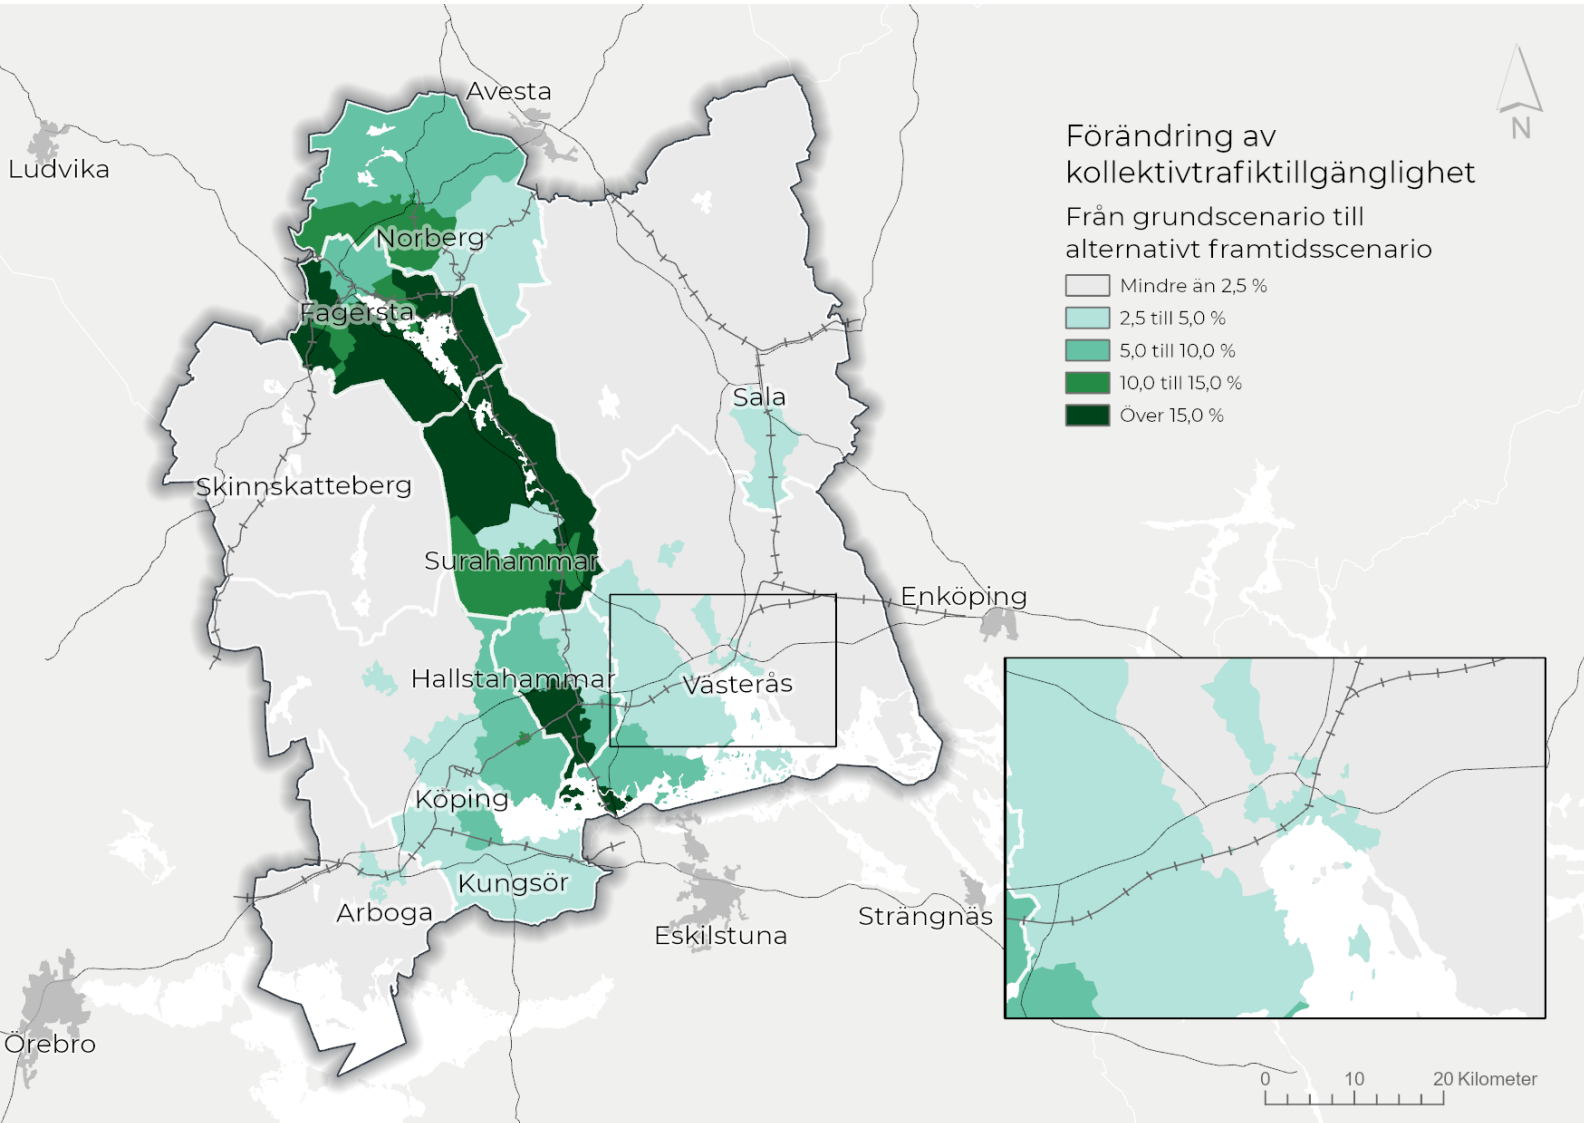 Avesta
Ludvika
Förändring av
kollektivtrafiktillgänglighet
Från grundscenario till
alternativt framtidsscenario
Mindre än 2,5 %
2,5 till 5,0 %
5,0 till 10,0 %
10,0 till 15,0 %
Över 15,0 %
N
Norberg
Fagersta
Sala
Skinnskatteberg
Surahammar
Enköping
Hallstahammar
Västerås
Köping
Kungsör
Arboga
Strängnäs
Eskilstuna
Örebro
0 10 20 Kilometer